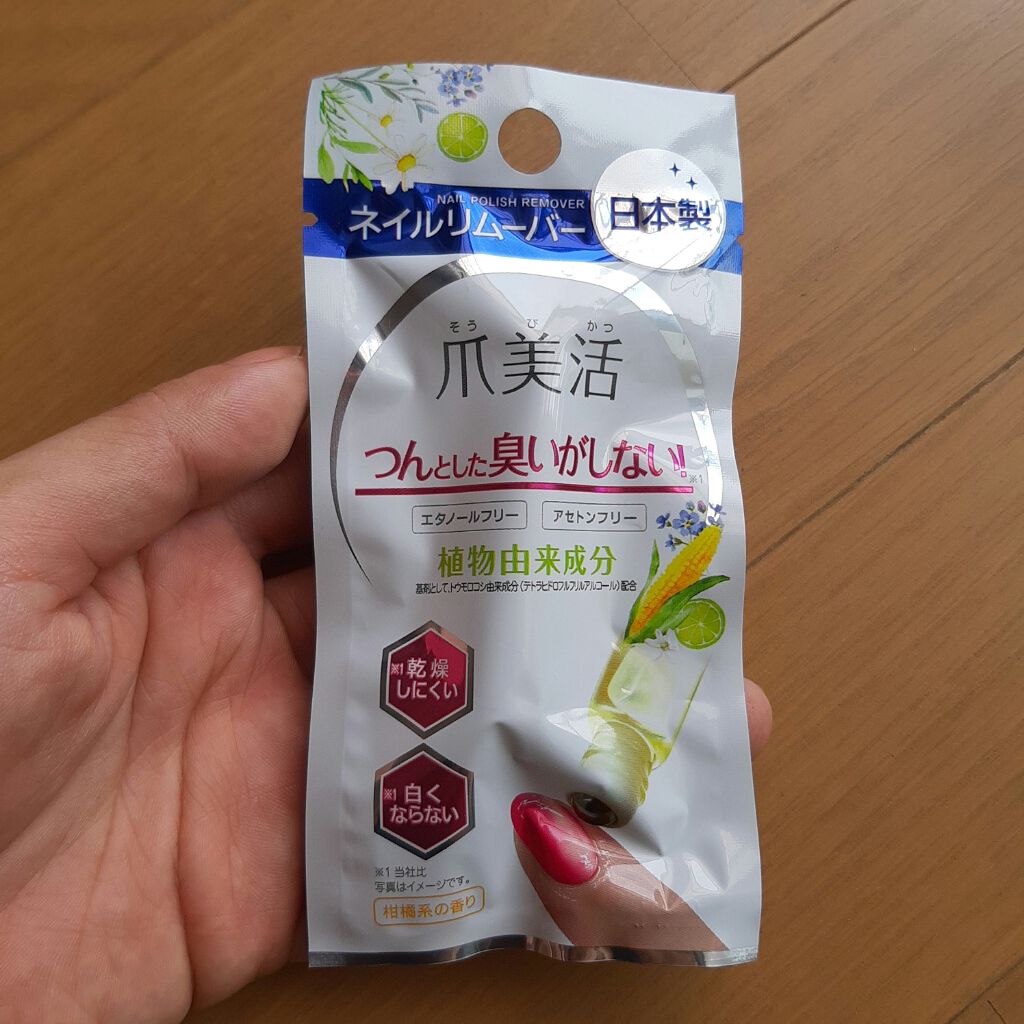 NAIL POLISH REMOVER
ネイルリムーバー
日本製
そう び かつ
爪美活
つんとした臭いがしない!
※1
エタノールフリー アセトンフリー
植物由来成分
基剤として、トウモロコシ由来成分(テトラヒドロフルフリルアルコール)配合
※1 乾燥
しにくい
※1 白く
ならない
※1 当社比
写真はイメージです。
柑橘系の香り